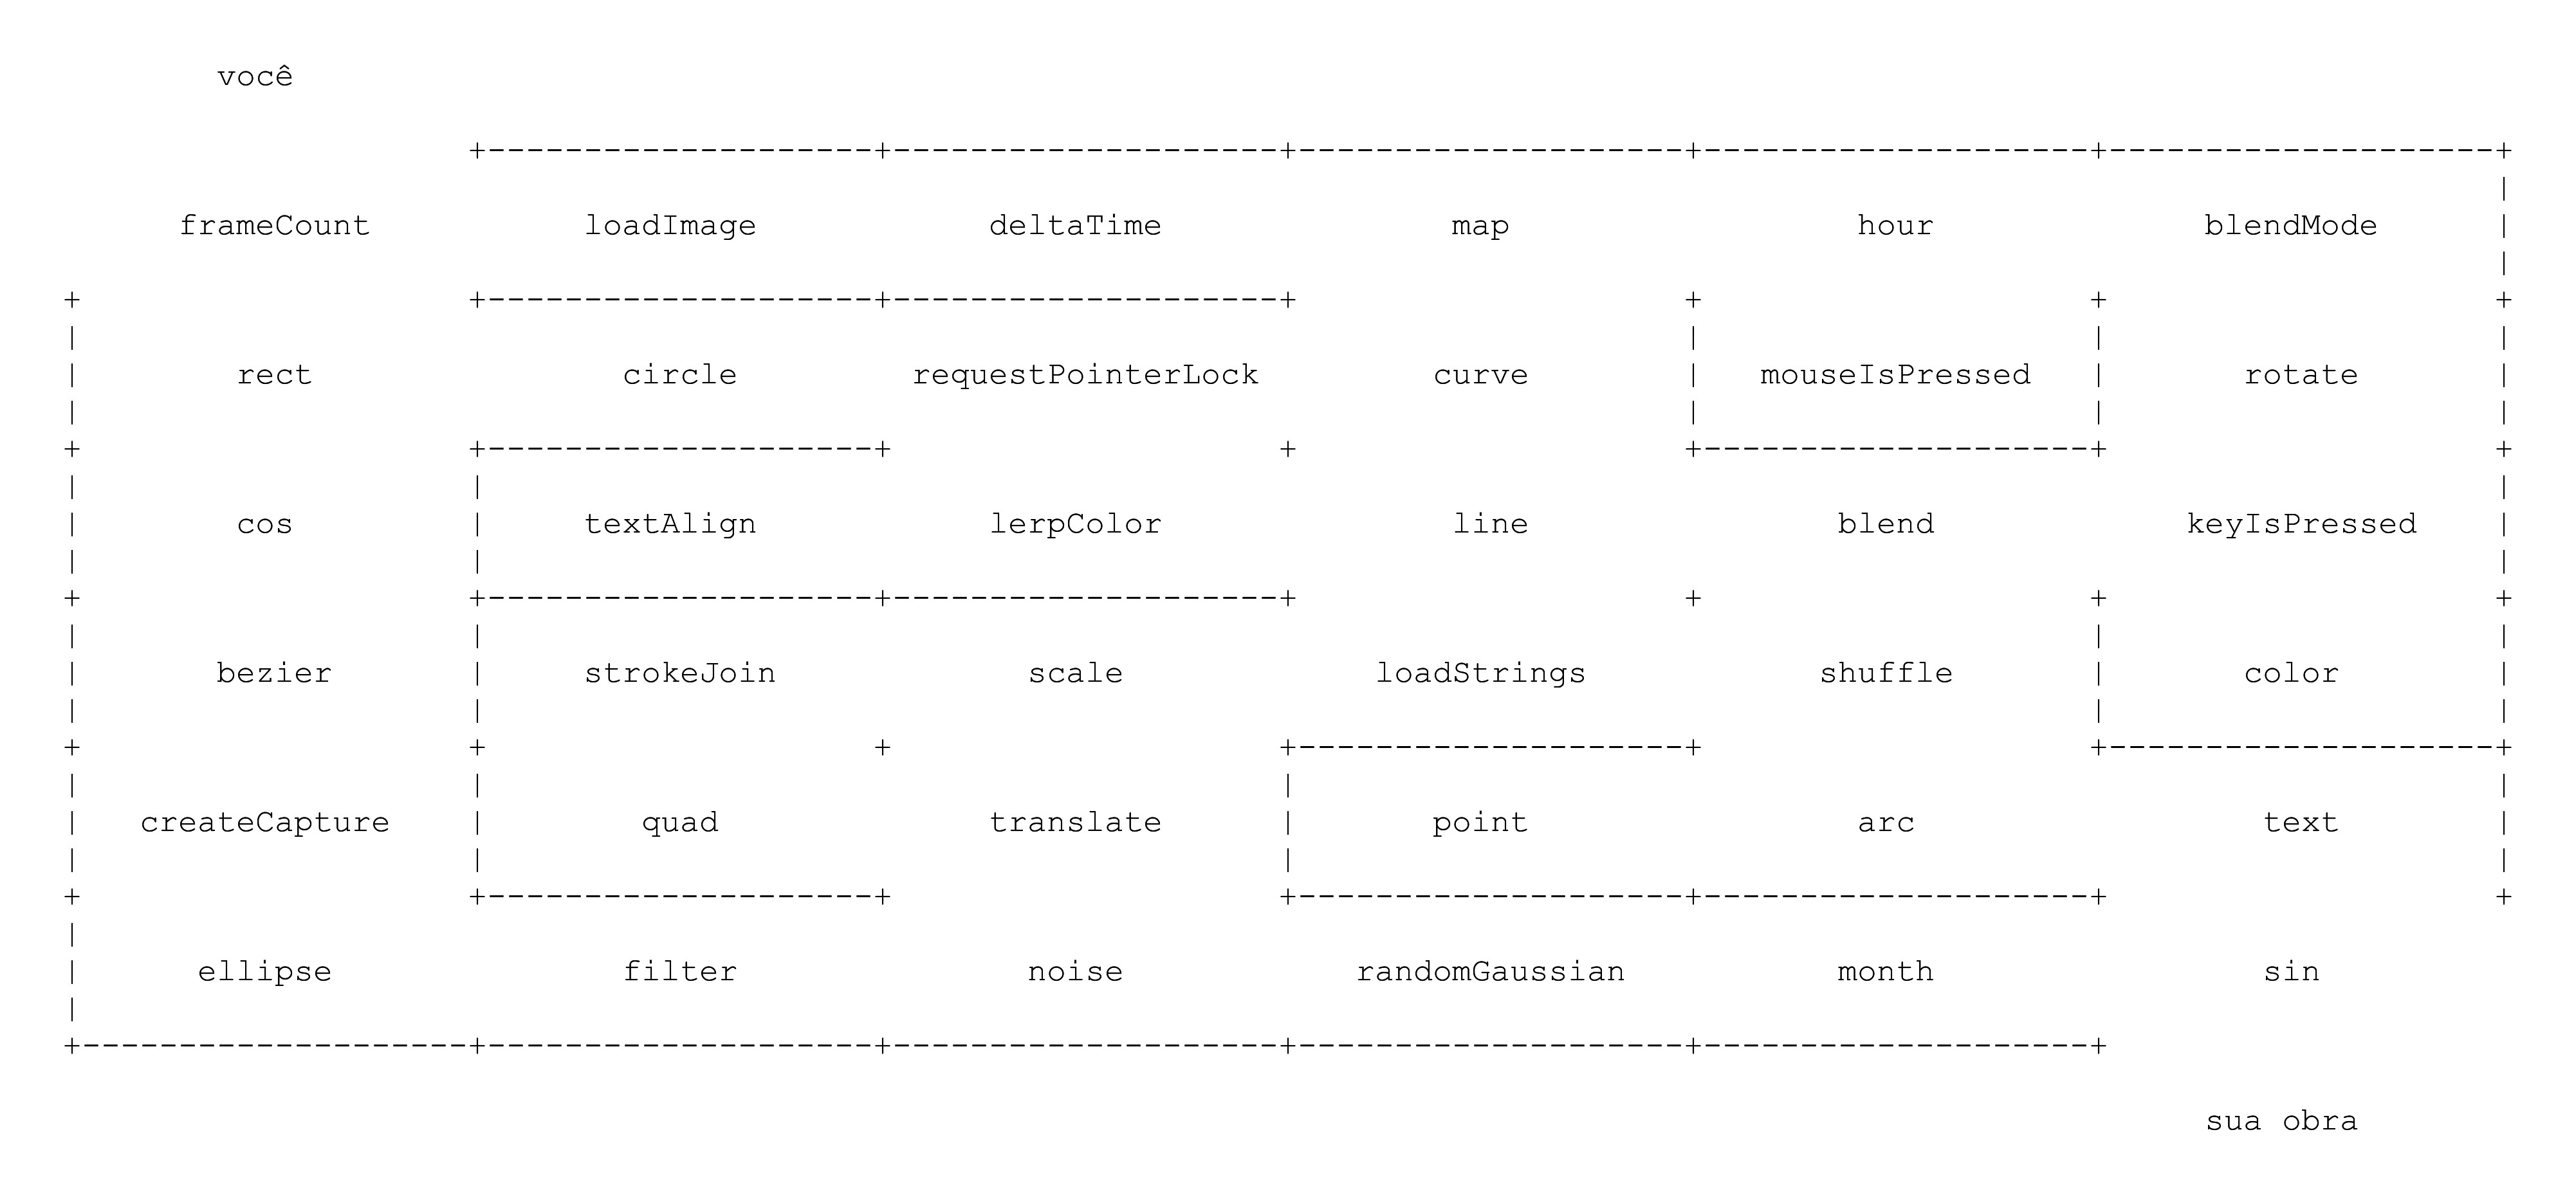 você
frameCount loadImage deltaTime map hour blendMode
rect circle requestPointerLock curve mouseIsPressed rotate
cos textAlign lerpColor line blend keyIsPressed
bezier strokeJoin scale loadStrings shuffle color
createCapture quad translate point arc text
ellipse filter noise randomGaussian month sin
sua obra